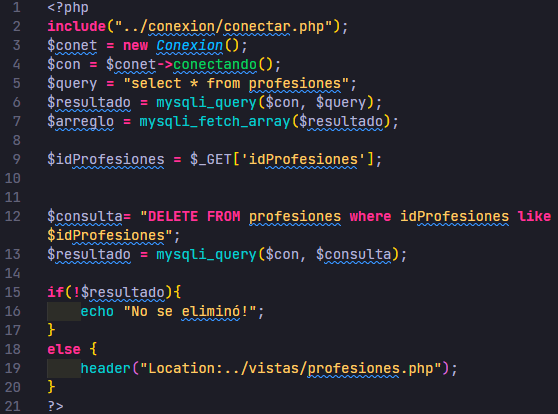 1 <?php
2 include("../conexion/conectar.php");
3 $conet = new Conexion();
4 $con = $conet->conectando();
5 $query = "select * from profesiones";
6 $resultado = mysqli_query($con, $query);
7 $arreglo = mysqli_fetch_array($resultado);
8
9 $idProfesiones = $_GET['idProfesiones'];
10
11
12 $consulta= "DELETE FROM profesiones where idProfesiones like
$idProfesiones";
13 $resultado = mysqli_query($con, $consulta);
14
15 if(!$resultado){
16     echo "No se eliminó!";
17 }
18 else {
19     header("Location:../vistas/profesiones.php");
20 }
21 ?>